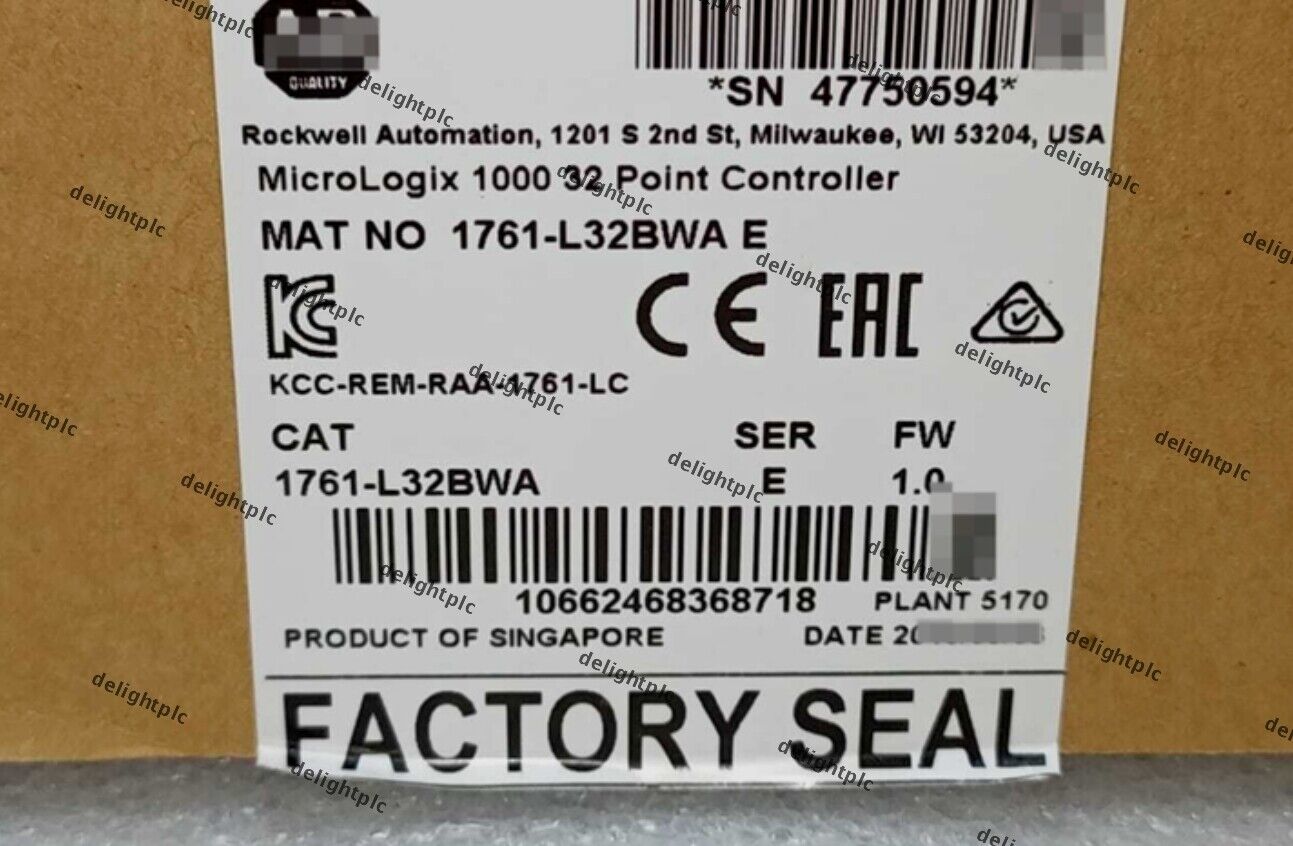 QUALITY
*SN 47750594*
Rockwell Automation, 1201 S 2nd St, Milwaukee, WI 53204, USA
MicroLogix 1000 32 Point Controller
MAT NO 1761-L32BWA E
KCC-REM-RAA-1761-LC
CAT SER FW
1761-L32BWA E 1.0
10662468368718 PLANT 5170
PRODUCT OF SINGAPORE DATE 20
FACTORY SEAL
delightplc